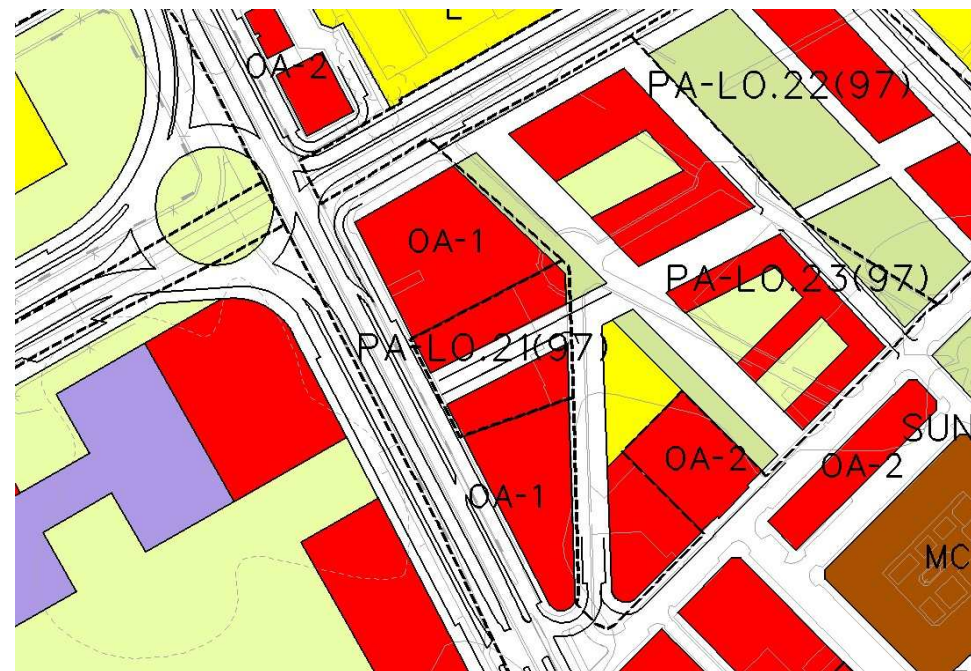 L
OA-2
PA-LO.22(97)
OA-1
PA-LO.23(97)
PA-LO.21(97)
SUN
OA-2
OA-2
OA-1
MC